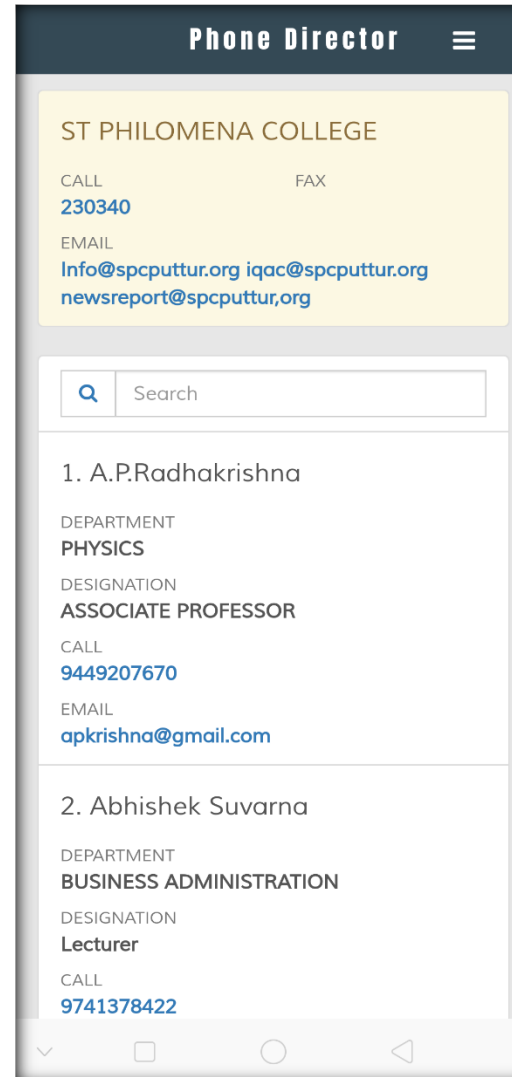 Phone Director
ST PHILOMENA COLLEGE
CALL FAX
230340
EMAIL
Info@spcputtur.org iqac@spcputtur.org
newsreport@spcputtur,org
Search
1. A.P.Radhakrishna
DEPARTMENT
PHYSICS
DESIGNATION
ASSOCIATE PROFESSOR
CALL
9449207670
EMAIL
apkrishna@gmail.com
2. Abhishek Suvarna
DEPARTMENT
BUSINESS ADMINISTRATION
DESIGNATION
Lecturer
CALL
9741378422